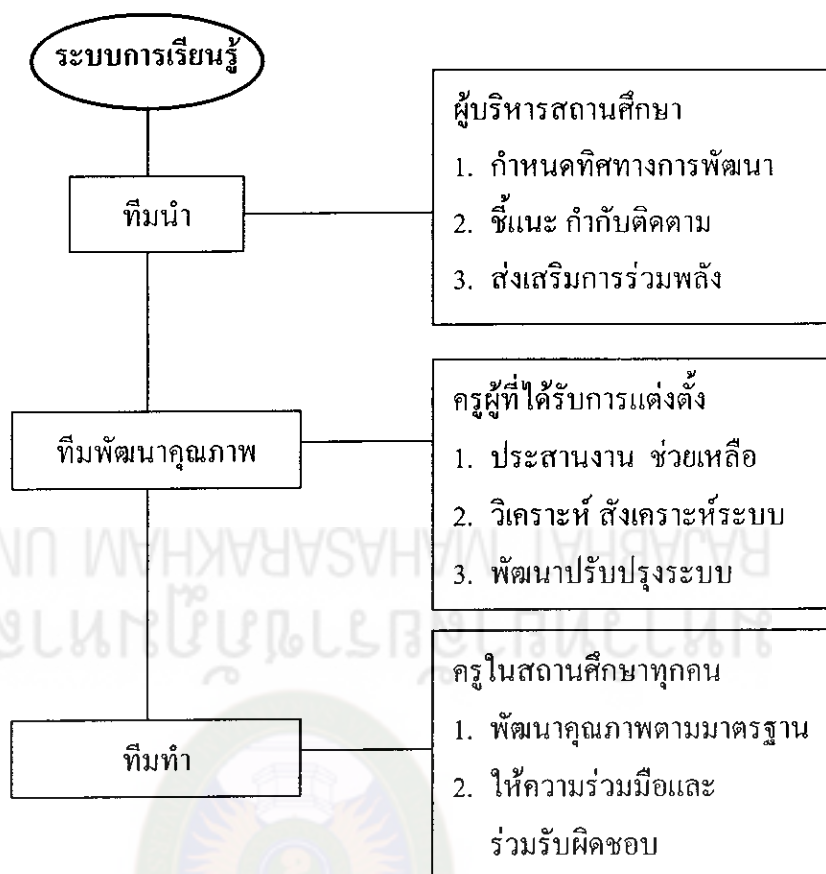 ระบบการเรียนรู้
ทีมนำ
ผู้บริหารสถานศึกษา
1. กำหนดทิศทางการพัฒนา
2. ชี้แนะ กำกับติดตาม
3. ส่งเสริมการร่วมพลัง
ทีมพัฒนาคุณภาพ
ครูผู้ที่ได้รับการแต่งตั้ง
1. ประสานงาน ช่วยเหลือ
2. วิเคราะห์ สังเคราะห์ระบบ
3. พัฒนาปรับปรุงระบบ
RAJABHAT MAHASARAKHAM UN
ทีมทำ
ครูในสถานศึกษาทุกคน
1. พัฒนาคุณภาพตามมาตรฐาน
2. ให้ความร่วมมือและ
ร่วมรับผิดชอบ